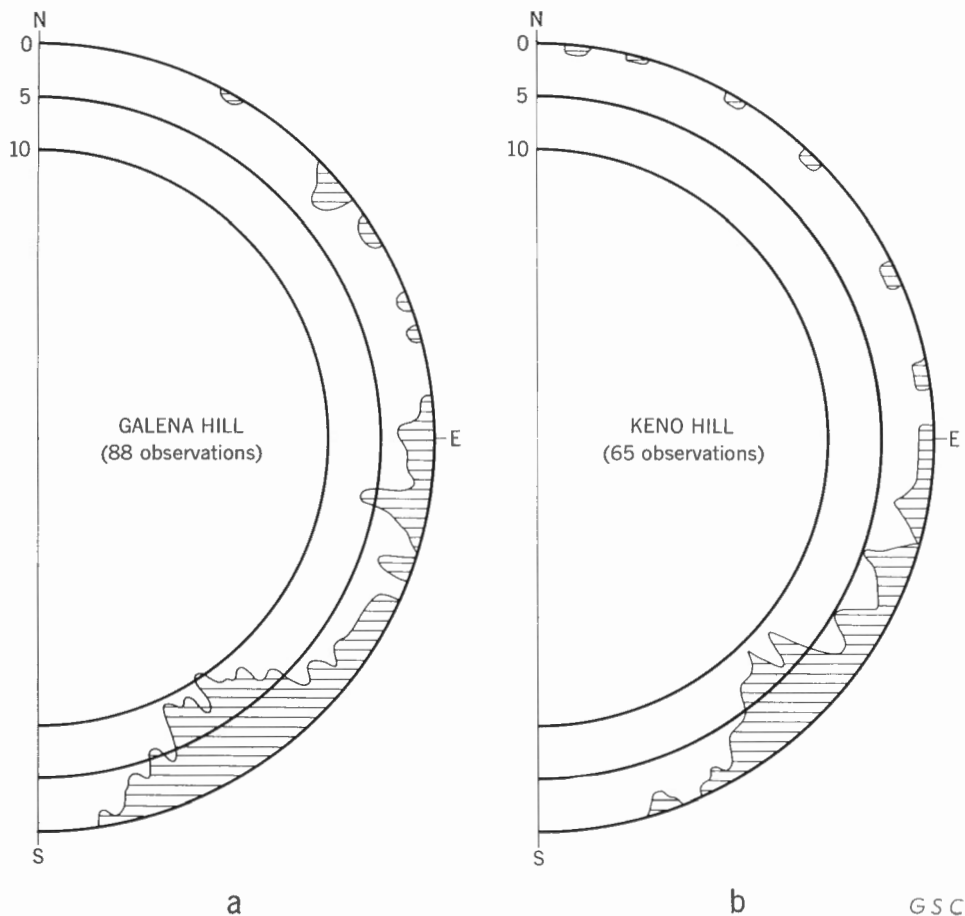 N
0
5
10
GALENA HILL
(88 observations)
E
S
a
N
0
5
10
KENO HILL
(65 observations)
E
S
b
GSC